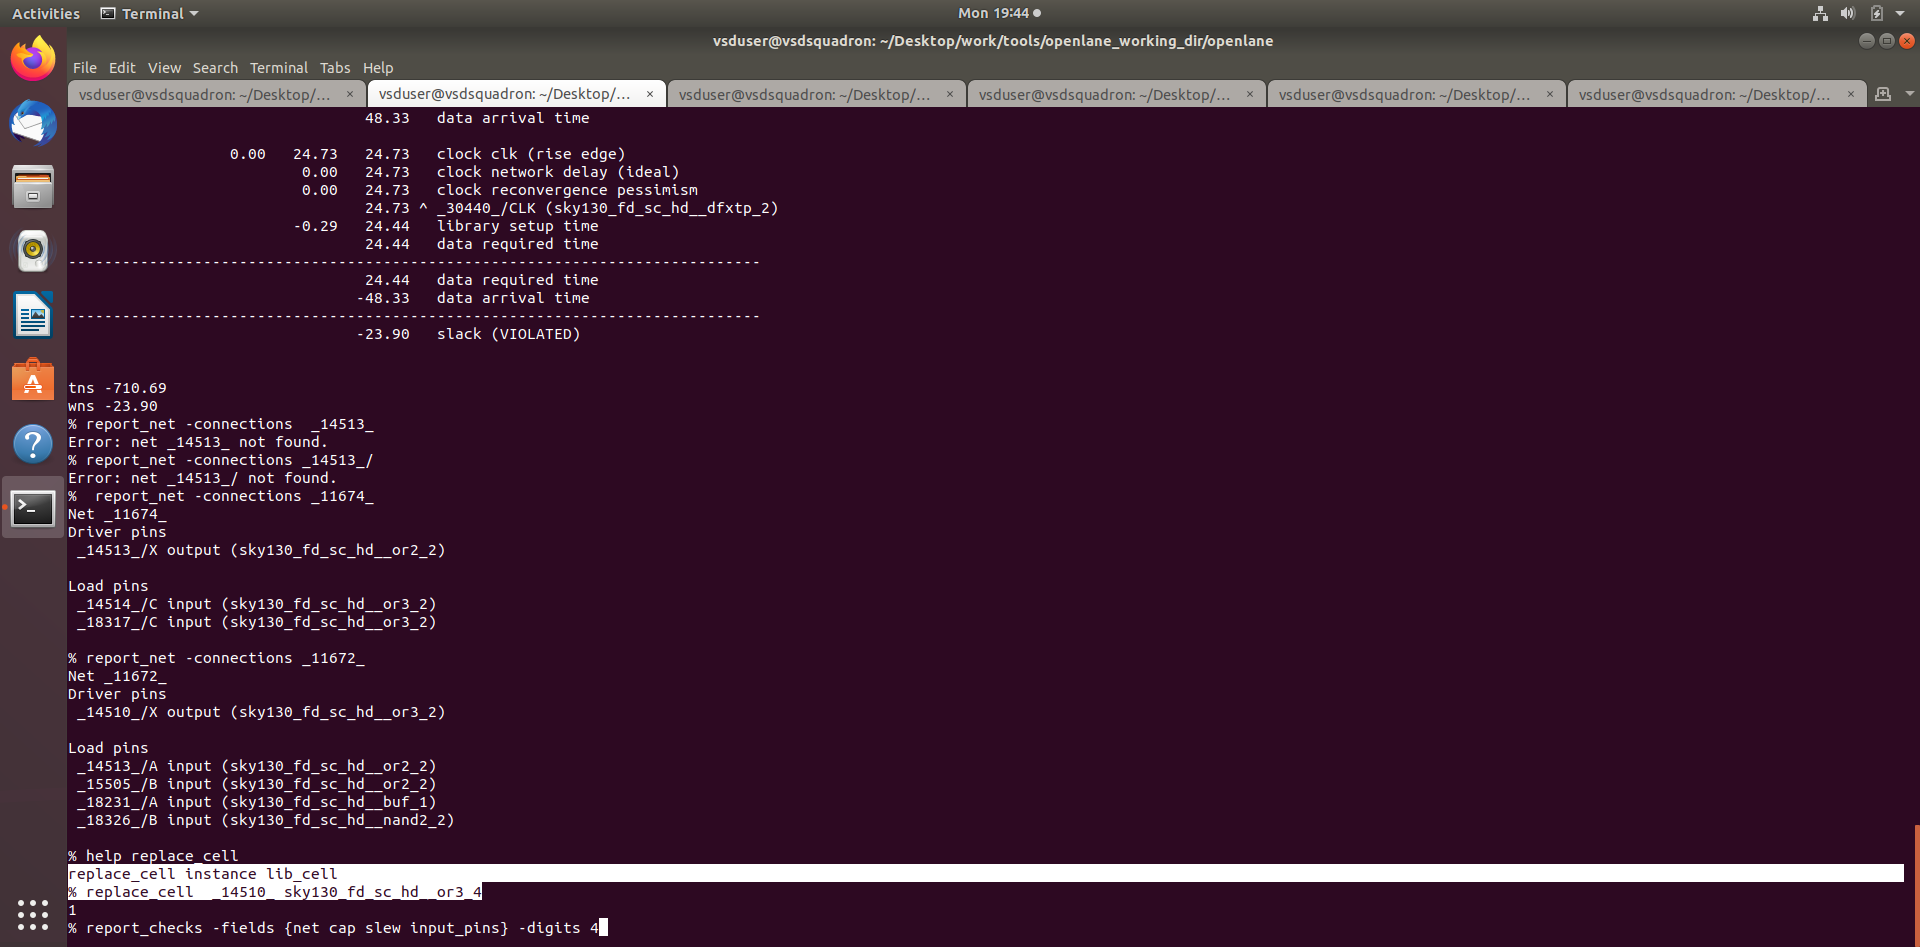 Activities Terminal Mon 19:44
vsduser@vsdsquadron: ~/Desktop/work/tools/openlane_working_dir/openlane
File Edit View Search Terminal Tabs Help
vsduser@vsdsquadron: ~/Desktop/... × vsduser@vsdsquadron: ~/Desktop/... × vsduser@vsdsquadron: ~/Desktop/... × vsduser@vsdsquadron: ~/Desktop/... × vsduser@vsdsquadron: ~/Desktop/... × vsduser@vsdsquadron: ~/Desktop/... ×
48.33 data arrival time
0.00 24.73 24.73 clock clk (rise edge)
0.00 24.73 clock network delay (ideal)
0.00 24.73 clock reconvergence pessimism
24.73 ^ _30440_/CLK (sky130_fd_sc_hd__dfxtp_2)
-0.29 24.44 library setup time
24.44 data required time
-----------------------------------------------------------------------------
24.44 data required time
-48.33 data arrival time
-----------------------------------------------------------------------------
-23.90 slack (VIOLATED)
tns -710.69
wns -23.90
% report_net -connections  _14513_
Error: net _14513_ not found.
% report_net -connections _14513_/
Error: net _14513_/ not found.
%  report_net -connections _11674_
Net _11674_
Driver pins
_14513_/X output (sky130_fd_sc_hd__or2_2)
Load pins
_14514_/C input (sky130_fd_sc_hd__or3_2)
_18317_/C input (sky130_fd_sc_hd__or3_2)
% report_net -connections _11672_
Net _11672_
Driver pins
_14510_/X output (sky130_fd_sc_hd__or3_2)
Load pins
_14513_/A input (sky130_fd_sc_hd__or2_2)
_15505_/B input (sky130_fd_sc_hd__or2_2)
_18231_/A input (sky130_fd_sc_hd__buf_1)
_18326_/B input (sky130_fd_sc_hd__nand2_2)
% help replace_cell
replace_cell instance lib_cell
% replace_cell  _14510_ sky130_fd_sc_hd__or3_4
1
% report_checks -fields {net cap slew input_pins} -digits 4